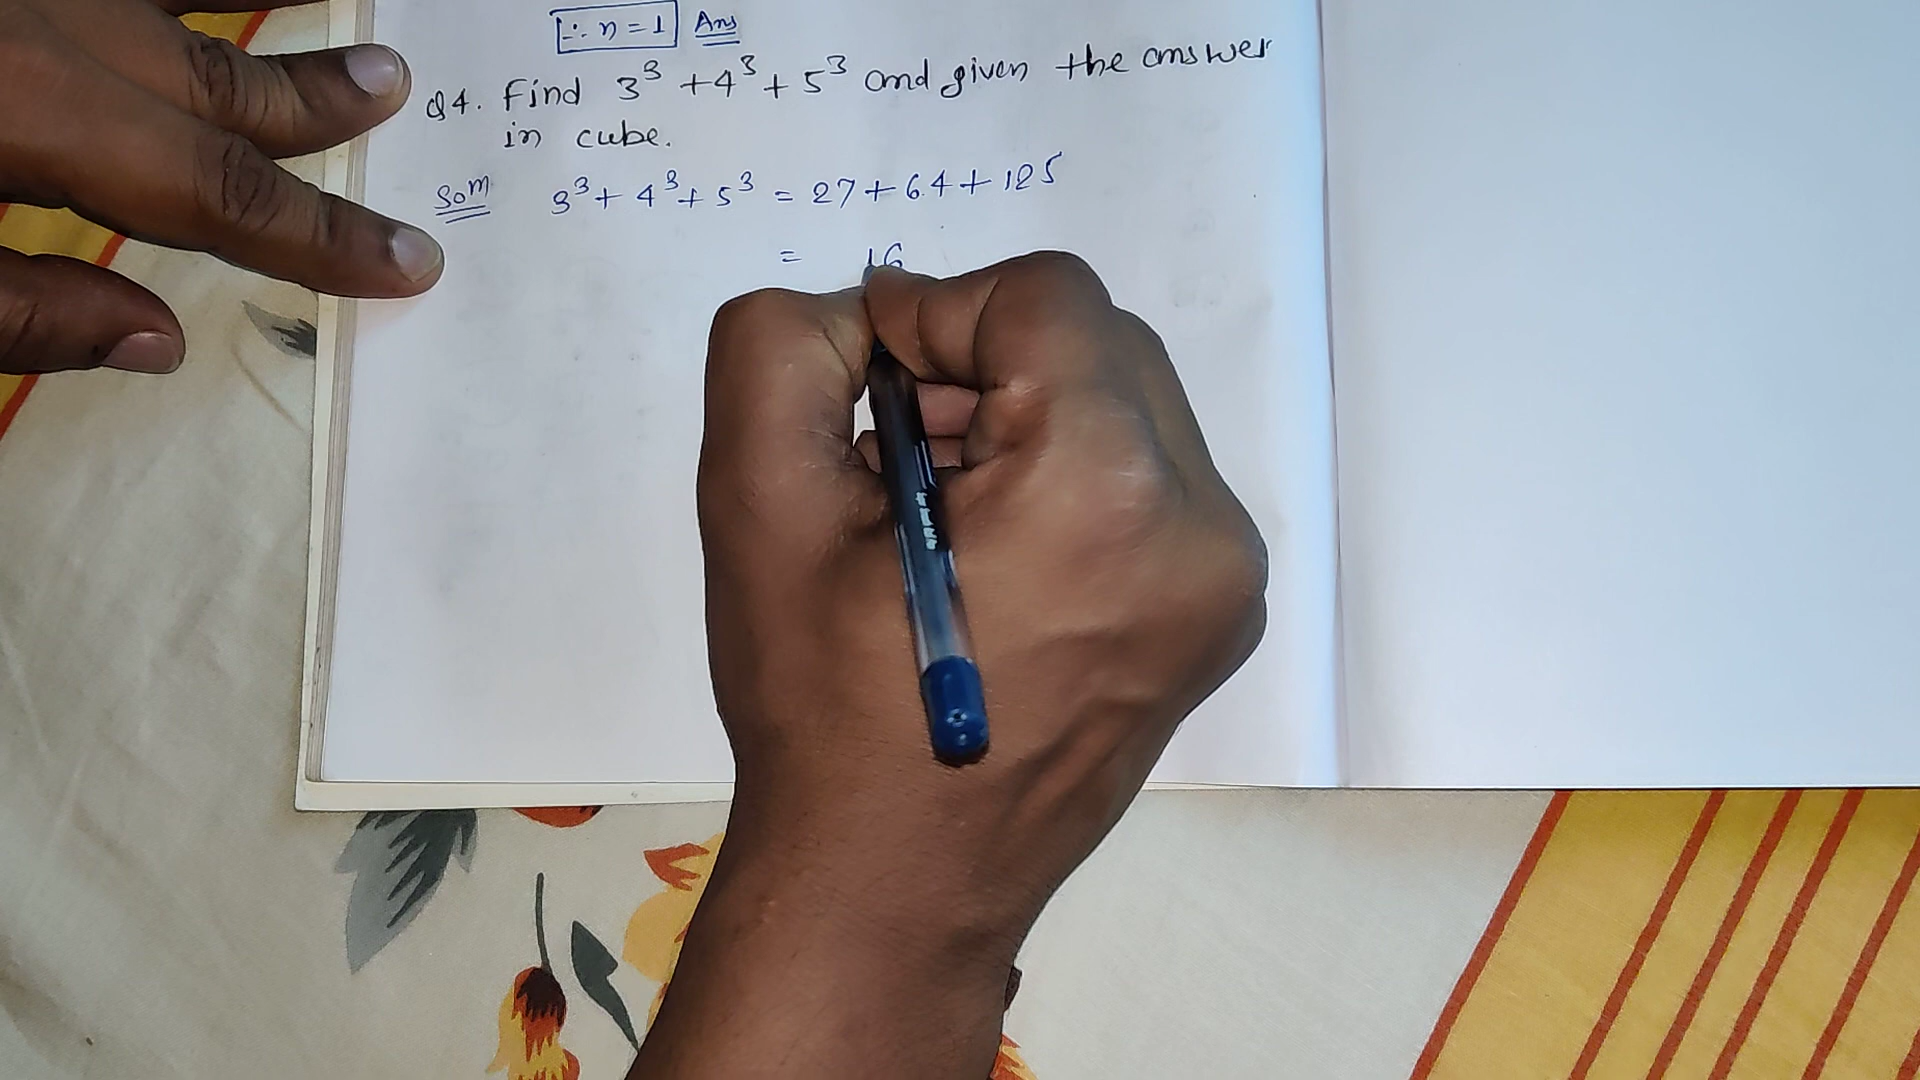 ∴ n = 1 Ans
Q4. Find 3³ + 4³ + 5³ and given the answer
in cube.
Soln 3³ + 4³ + 5³ = 27 + 64 + 125
= 16